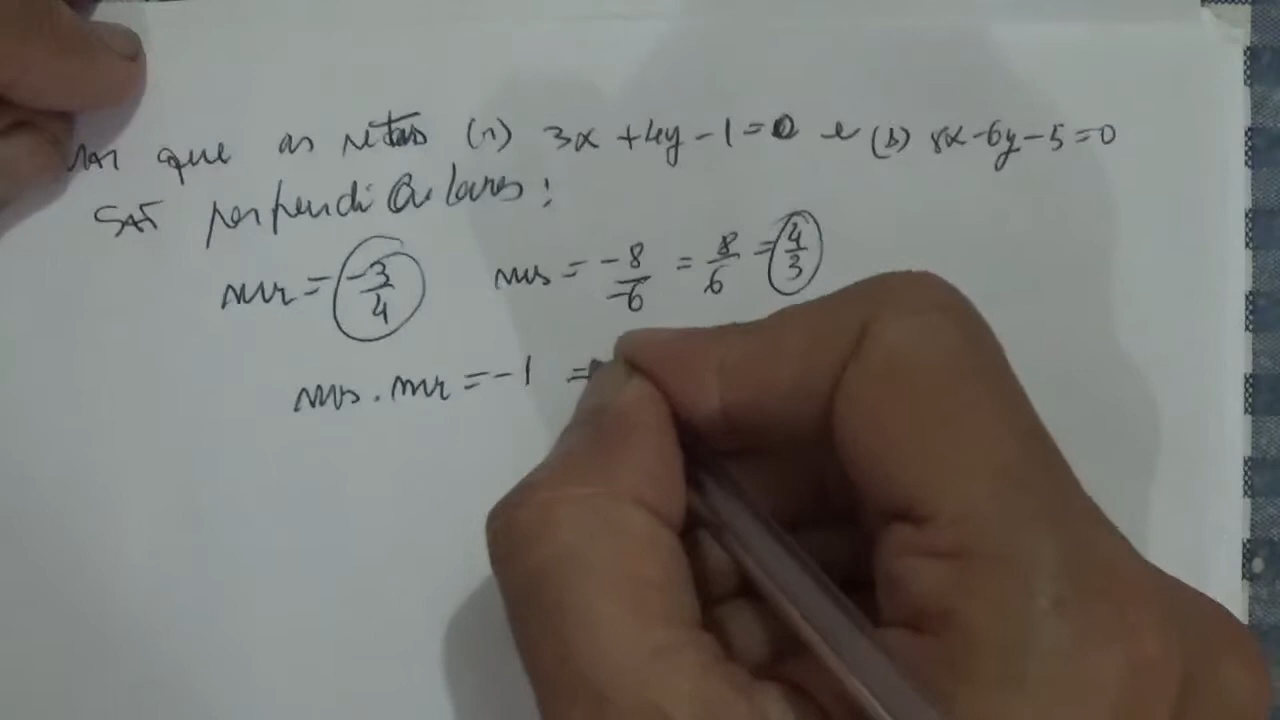 que as retas (r) 3x + 4y - 1 = 0 e (s) 8x - 6y - 5 = 0
SÃO perpendiculares:
mr = -3/4 ms = -8/-6 = 8/6 = 4/3
ms . mr = -1 =